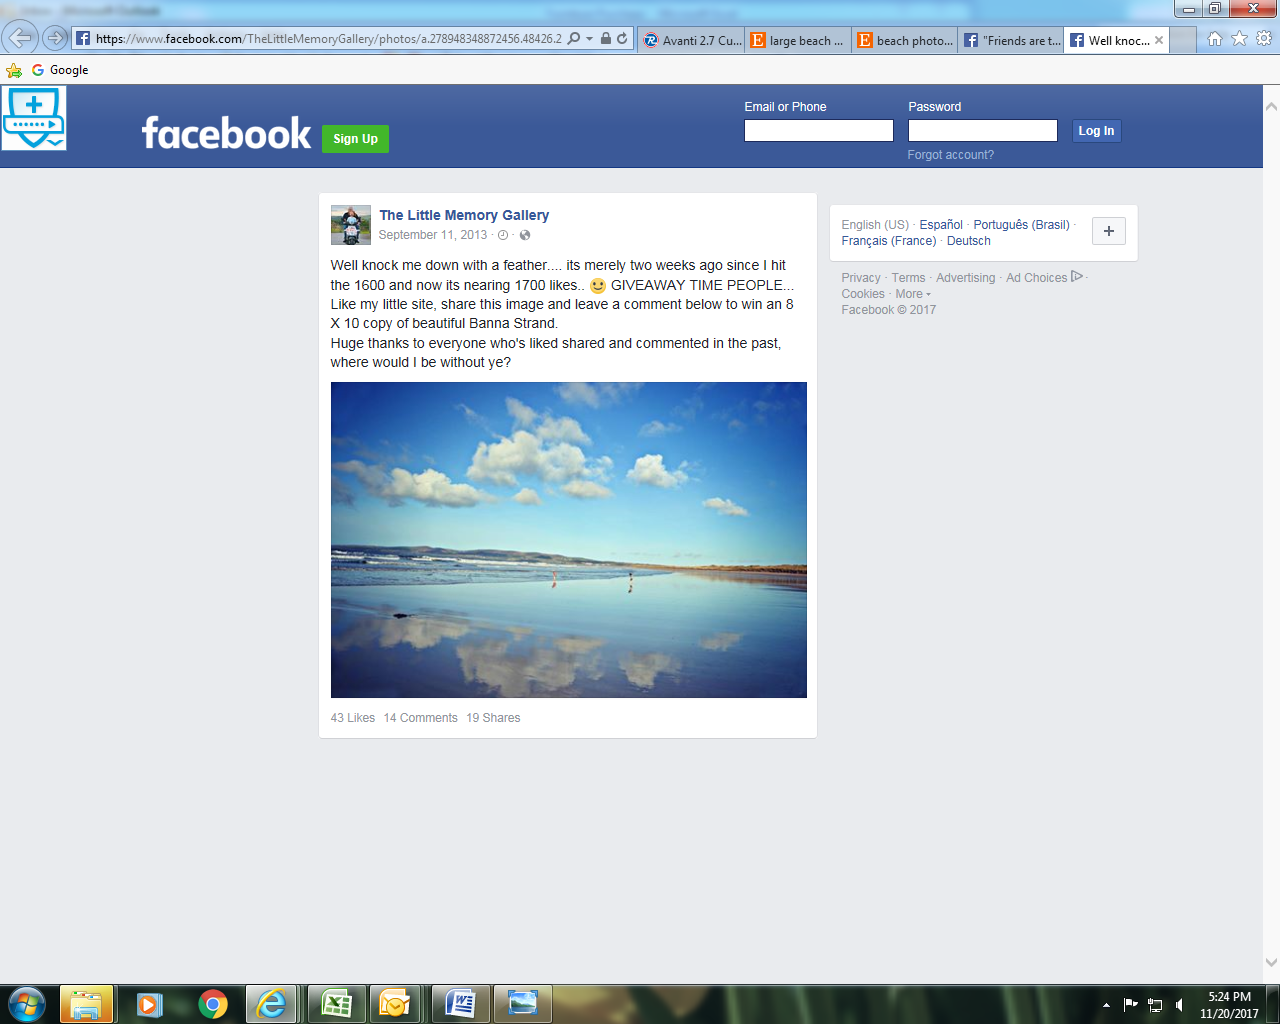 https://www.facebook.com/TheLittleMemoryGallery/photos/a.278948348872456.48426.2
Avanti 2.7 Cu...
large beach ...
beach photo...
"Friends are t...
Well knoc...
Google
facebook
Sign Up
Email or Phone
Password
Log In
Forgot account?
The Little Memory Gallery
September 11, 2013 ·
Well knock me down with a feather.... its merely two weeks ago since I hit
the 1600 and now its nearing 1700 likes.. GIVEAWAY TIME PEOPLE...
Like my little site, share this image and leave a comment below to win an 8
X 10 copy of beautiful Banna Strand.
Huge thanks to everyone who's liked shared and commented in the past,
where would I be without ye?
43 Likes 14 Comments 19 Shares
English (US) · Español · Português (Brasil) ·
Français (France) · Deutsch
Privacy · Terms · Advertising · Ad Choices ·
Cookies · More
Facebook © 2017
5:24 PM
11/20/2017